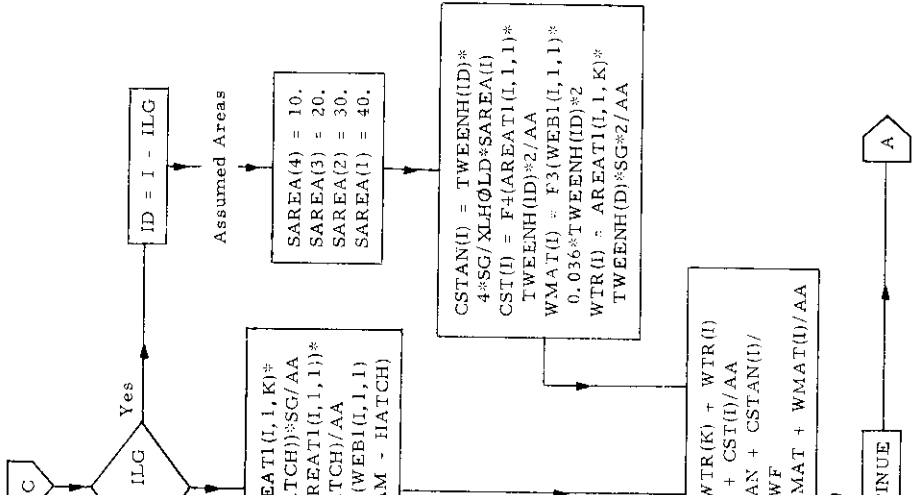 C
ILG
Yes
ID = I - ILG
Assumed Areas
SAREA(4) = 10.
SAREA(3) = 20.
SAREA(2) = 30.
SAREA(1) = 40.
CSTAN(I) = TWEENH(ID)*
4*SG/XLHØLD*SAREA(I)
CST(I) = F4(AREAT1(I,1,1)*
TWEENH(ID)*2/AA
WMAT(I) = F3(WEB1(I,1,1)*
0.036*TWEENH(ID)*2
WTR(I) = AREAT1(I,1,K)*
TWEENH(D)*SG*2/AA
EAT1(I,1,K)*
TCH))*SG/AA
REAT1(I,1,1))*
TCH)/AA
(WEB1(I,1,1)
AM - HATCH)
WTR(K) + WTR(I)
+ CST(I)/AA
AN + CSTAN(I)/
WF
MAT + WMAT(I)/AA
INUE
A